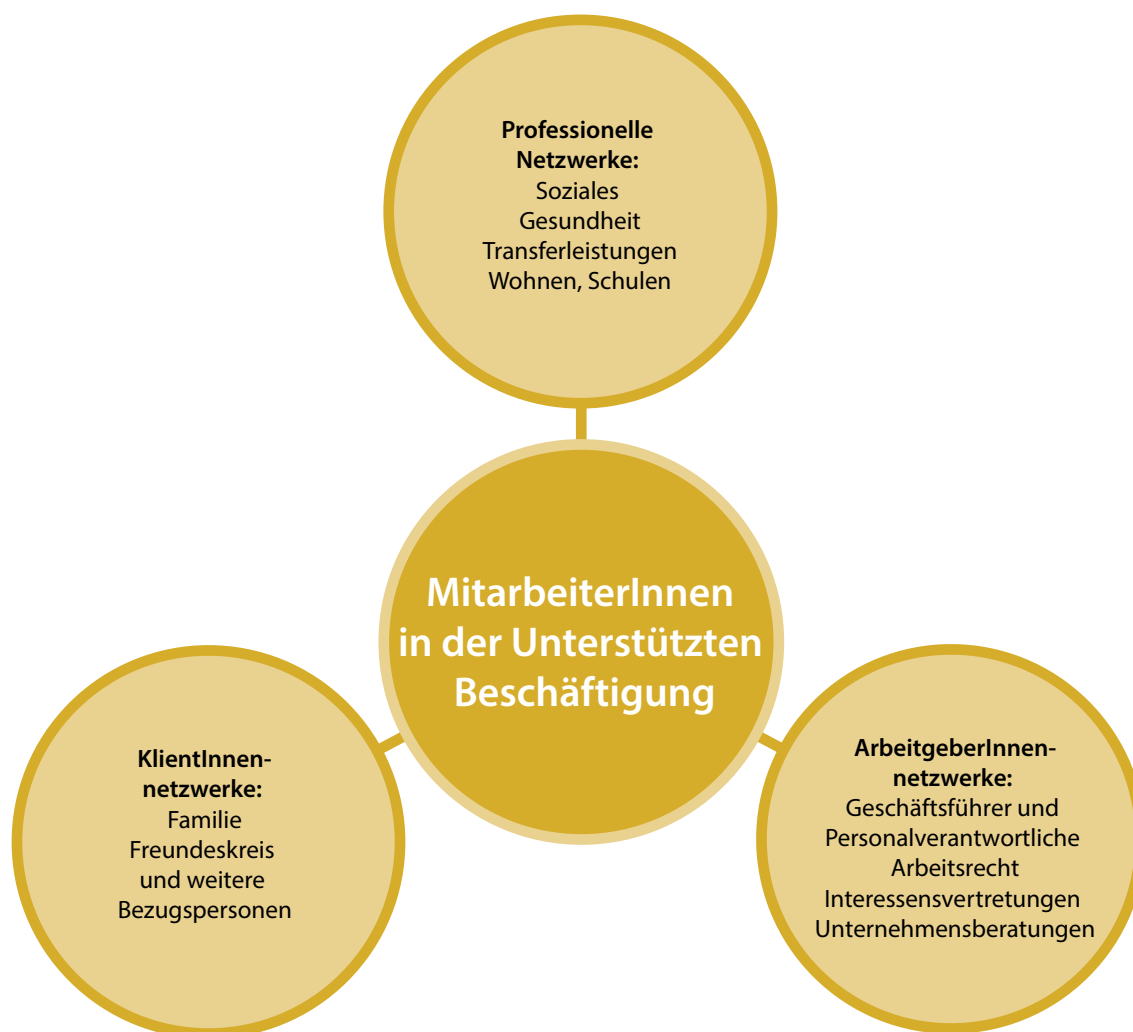 Professionelle
Netzwerke:
Soziales
Gesundheit
Transferleistungen
Wohnen, Schulen
MitarbeiterInnen
in der Unterstützten
Beschäftigung
KlientInnen-
netzwerke:
Familie
Freundeskreis
und weitere
Bezugspersonen
ArbeitgeberInnen-
netzwerke:
Geschäftsführer und
Personalverantwortliche
Arbeitsrecht
Interessensvertretungen
Unternehmensberatungen